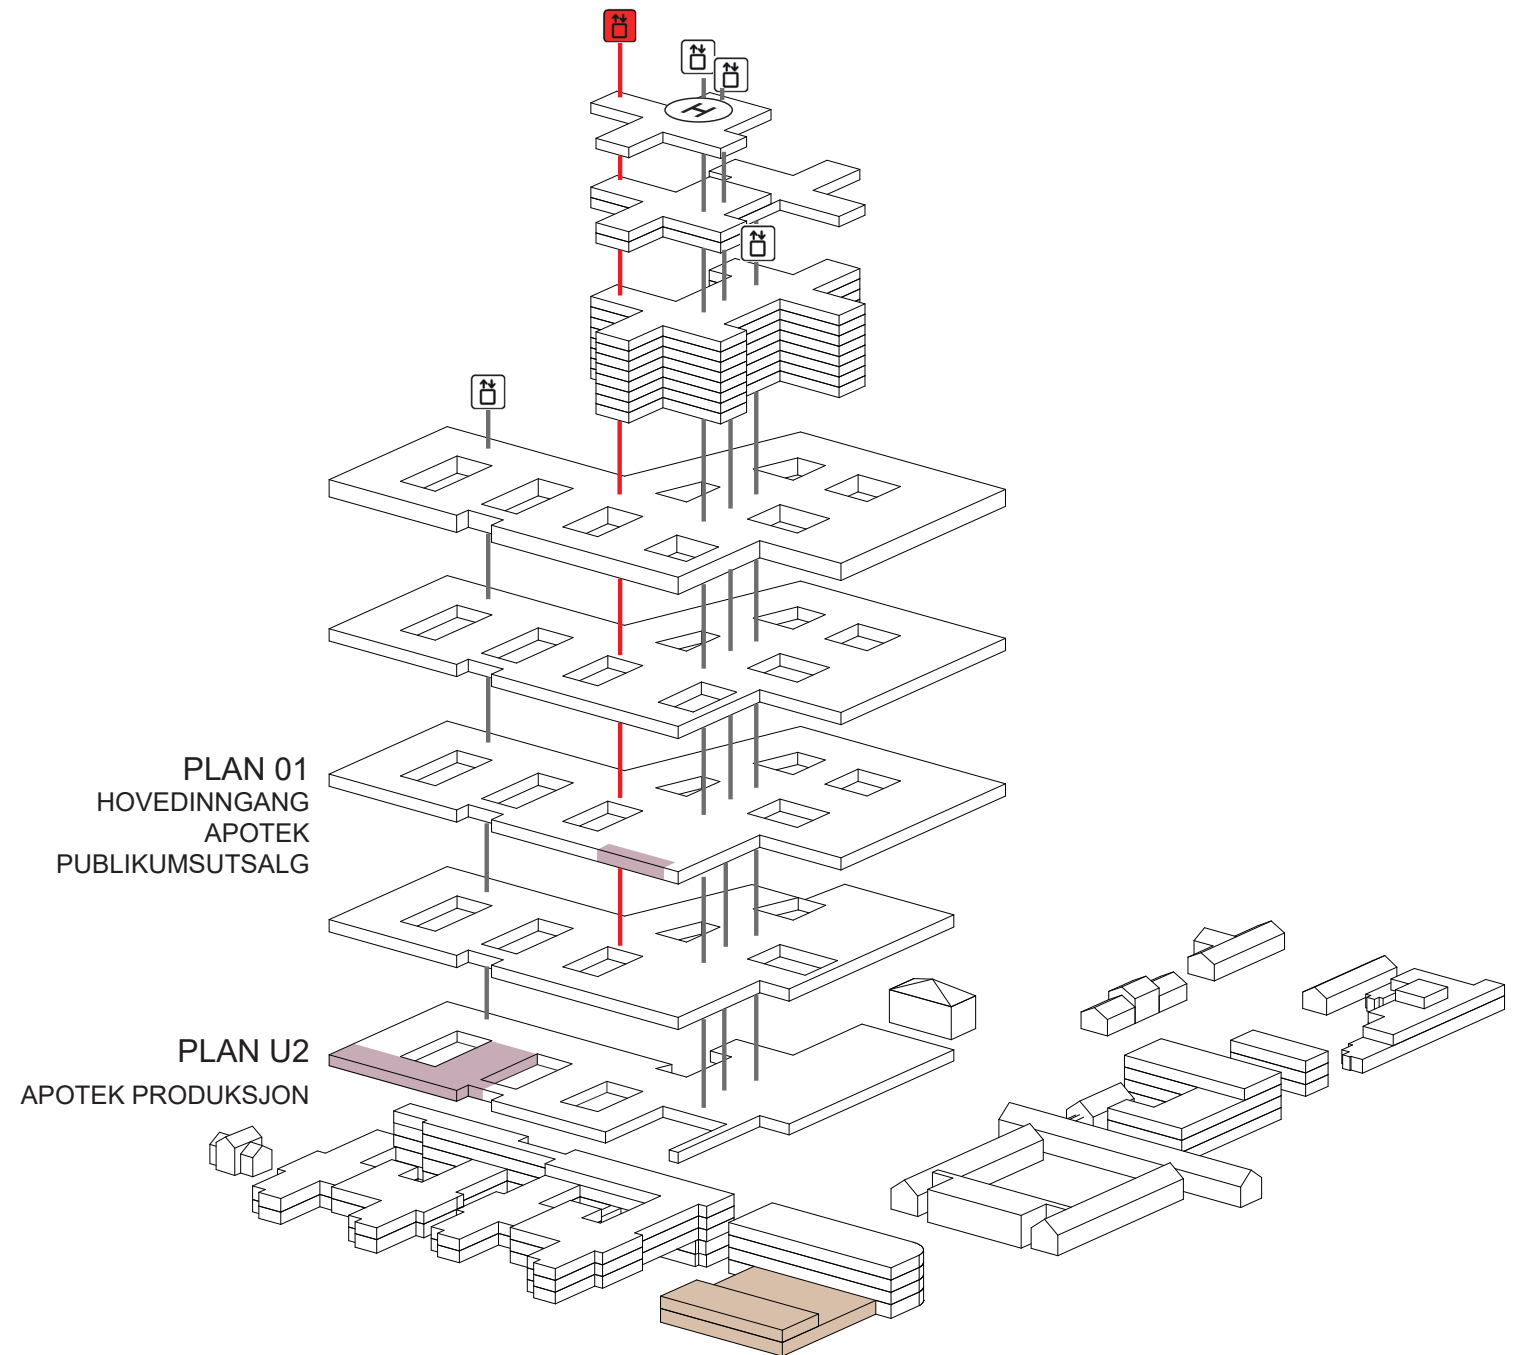 H
PLAN 01
HOVEDINNGANG
APOTEK
PUBLIKUMSUTSALG
PLAN U2
APOTEK PRODUKSJON